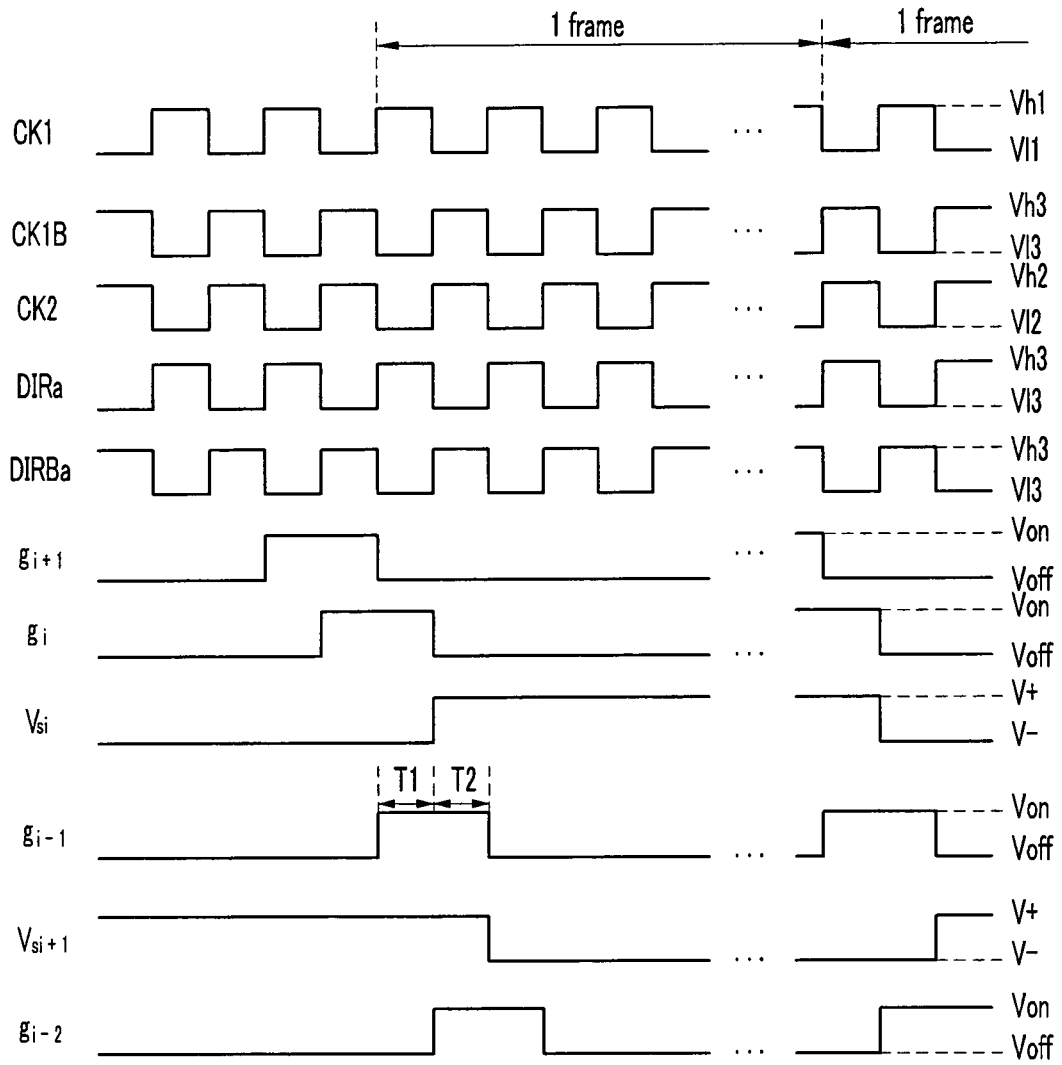 1 frame 1 frame
CK1 ... Vh1
Vl1
CK1B ... Vh3
Vl3
CK2 ... Vh2
Vl2
DIRa ... Vh3
Vl3
DIRBa ... Vh3
Vl3
gi+1 ... Von
Voff
gi ... Von
Voff
Vsi V+
V-
T1 T2
gi-1 ... Von
Voff
Vsi+1 ... V+
V-
gi-2 ... Von
Voff